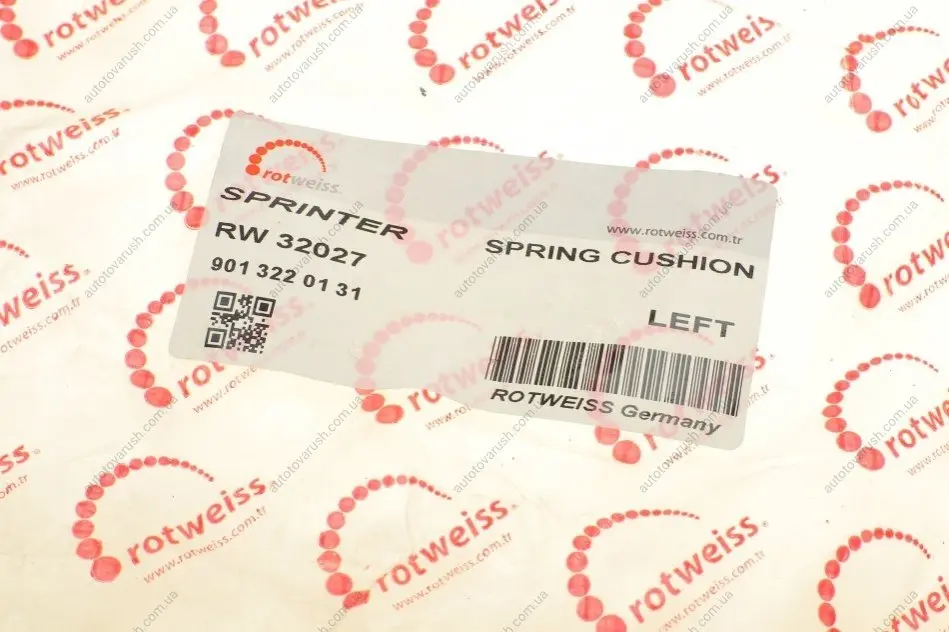 rotweiss.
SPRINTER
RW 32027
901 322 01 31
www.rotweiss.com.tr
SPRING CUSHION
LEFT
ROTWEISS Germany
rotweiss.
www.rotweiss.com.tr
autotovarush.com.ua